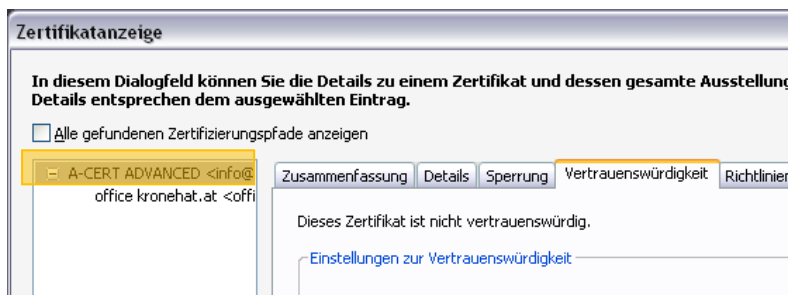 Zertifikatanzeige
In diesem Dialogfeld können Sie die Details zu einem Zertifikat und dessen gesamte Ausstellung
Details entsprechen dem ausgewählten Eintrag.
Alle gefundenen Zertifizierungspfade anzeigen
A-CERT ADVANCED <info@
office kronehat.at <offi
Zusammenfassung Details Sperrung Vertrauenswürdigkeit Richtlinien
Dieses Zertifikat ist nicht vertrauenswürdig.
Einstellungen zur Vertrauenswürdigkeit